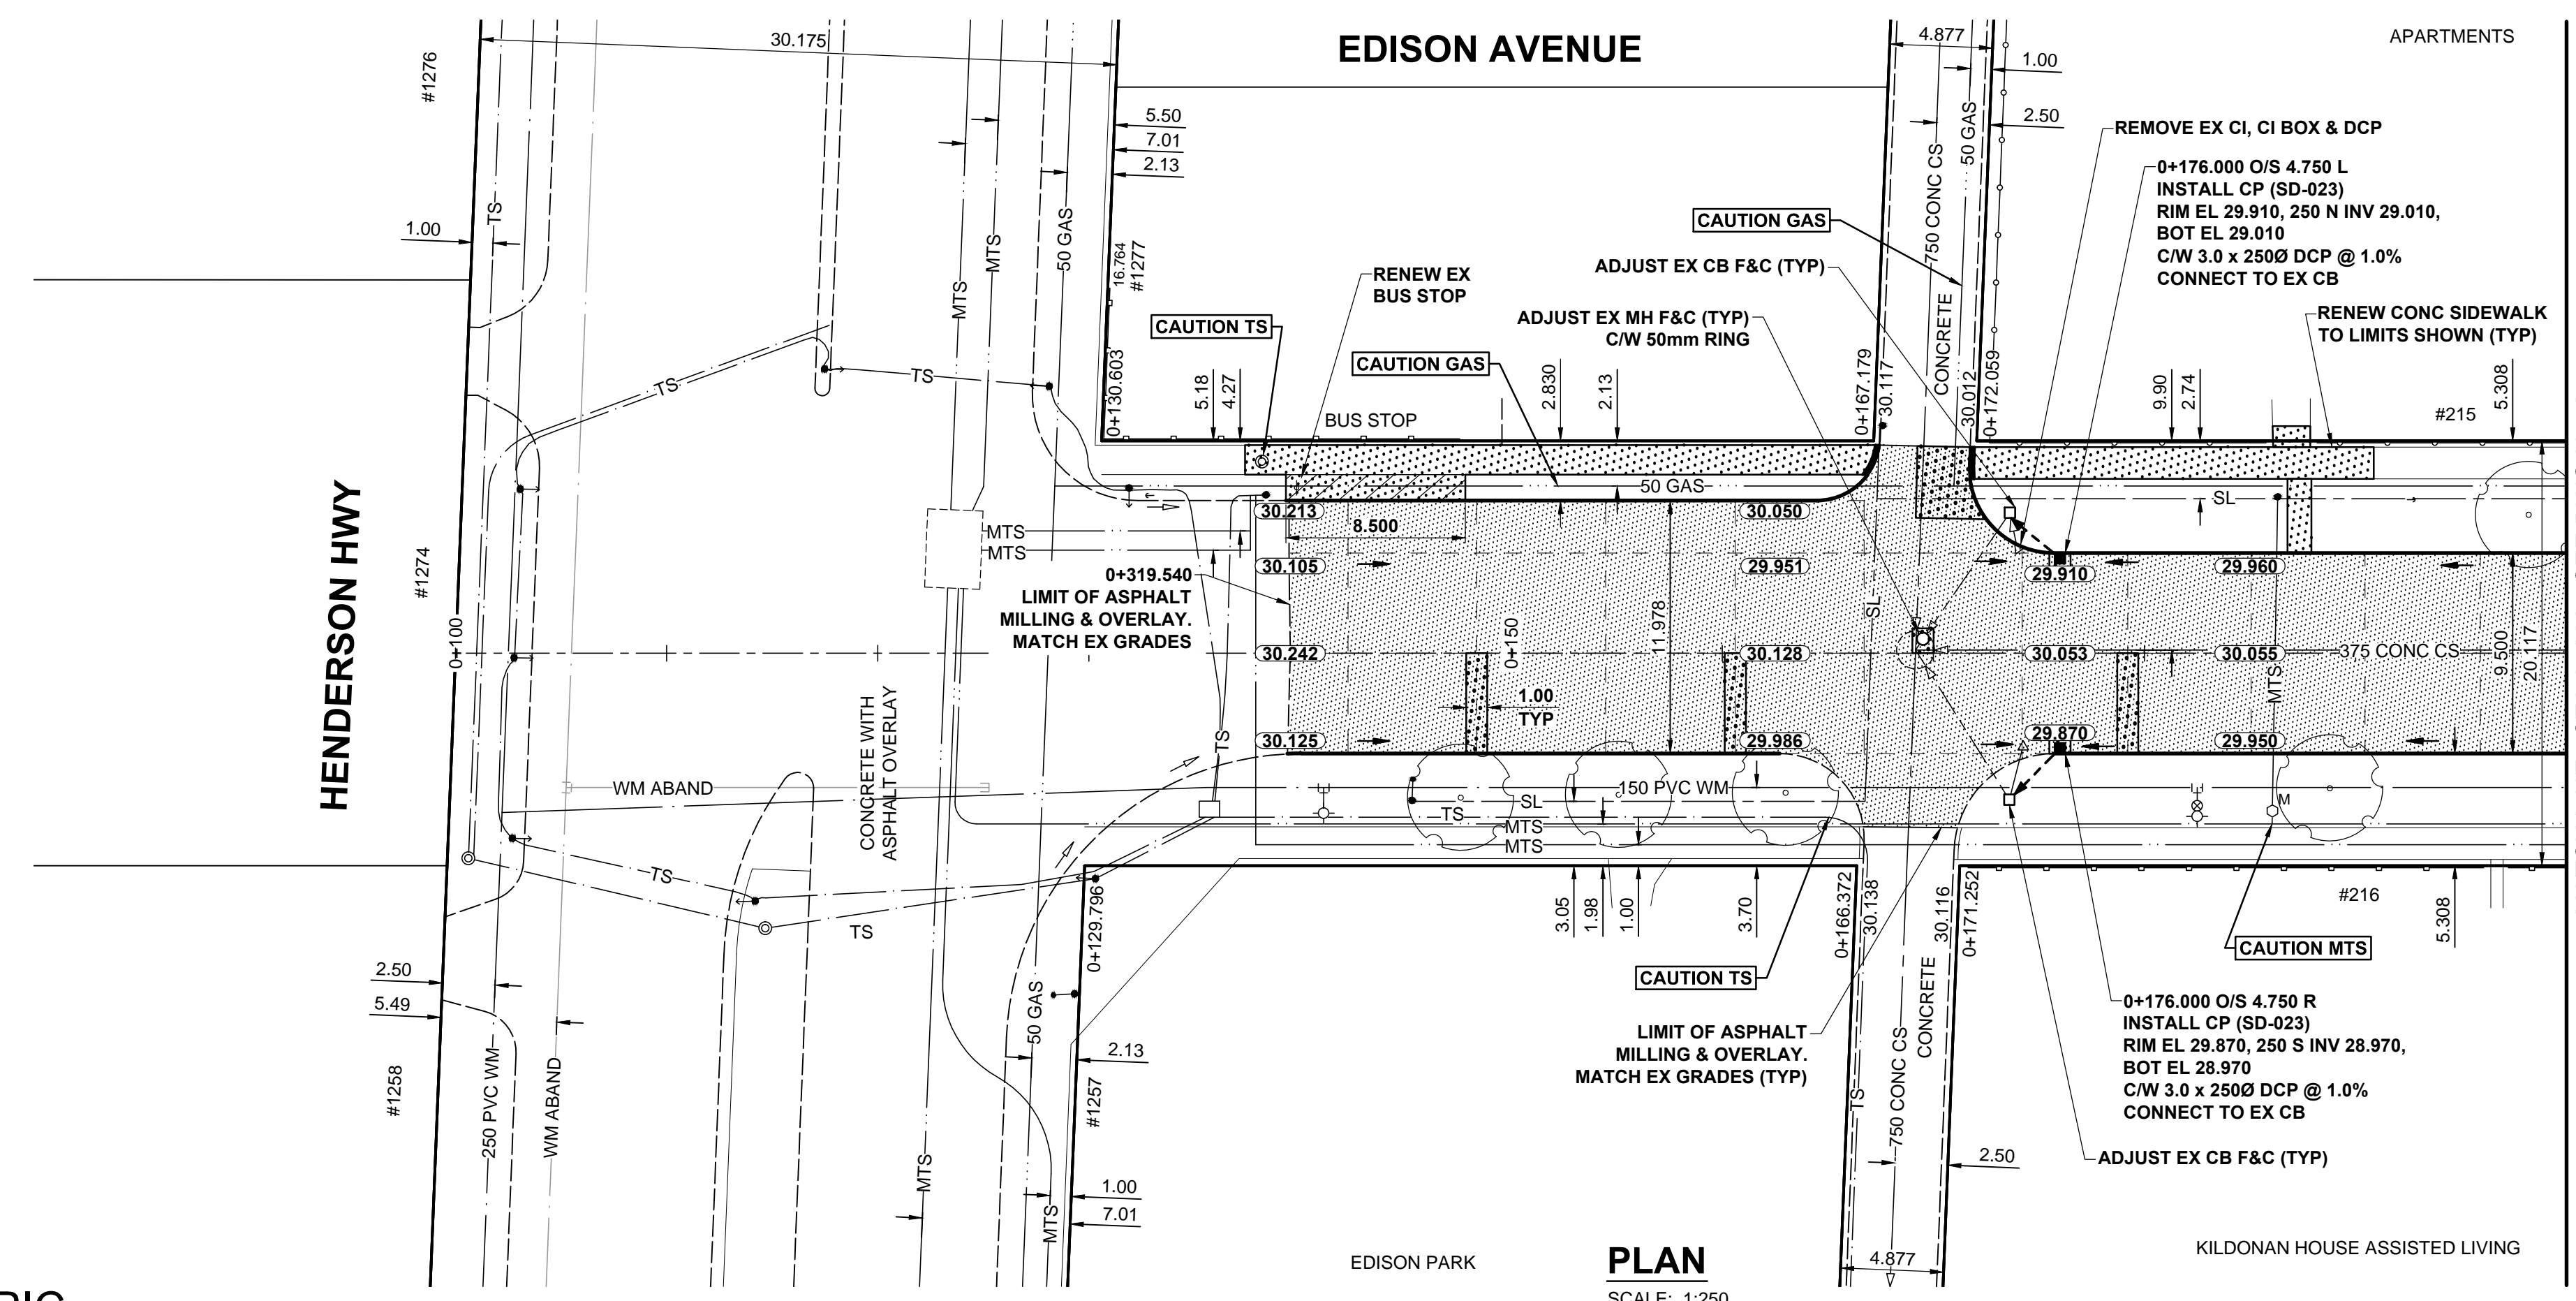 EDISON AVENUE
30.175
4.877
APARTMENTS
#1276
1.00
5.50
7.01
2.13
2.50
REMOVE EX CI, CI BOX & DCP
0+176.000 O/S 4.750 L
INSTALL CP (SD-023)
RIM EL 29.910, 250 N INV 29.010,
BOT EL 29.010
C/W 3.0 x 250Ø DCP @ 1.0%
CONNECT TO EX CB
TS
1.00
MTS
MTS
50 GAS
16.764
#1277
750 CONC CS
50 GAS
CONCRETE
CAUTION GAS
ADJUST EX CB F&C (TYP)
RENEW EX
BUS STOP
CAUTION TS
ADJUST EX MH F&C (TYP)
C/W 50mm RING
CAUTION GAS
RENEW CONC SIDEWALK
TO LIMITS SHOWN (TYP)
TS
TS
0+130.603
5.18
4.27
BUS STOP
2.830
2.13
0+167.179
30.117
30.012
0+172.059
9.90
2.74
5.308
#215
50 GAS
SL
30.213
8.500
30.050
MTS
MTS
HENDERSON HWY
#1274
0+100
0+319.540
LIMIT OF ASPHALT
MILLING & OVERLAY.
MATCH EX GRADES
30.105
29.951
29.910
29.960
0+150
11.978
SL
30.242
30.128
30.053
30.055
375 CONC CS
9.500
20.117
1.00
TYP
MTS
TS
30.125
29.986
29.870
29.950
WM ABAND
CONCRETE WITH
ASPHALT OVERLAY
SL
150 PVC WM
TS
MTS
MTS
M
TS
TS
0+129.796
3.05
1.98
1.00
3.70
0+166.372
30.138
30.116
0+171.252
#216
5.308
CAUTION MTS
CAUTION TS
2.50
5.49
50 GAS
2.13
LIMIT OF ASPHALT
MILLING & OVERLAY.
MATCH EX GRADES (TYP)
CONCRETE
750 CONC CS
TS
0+176.000 O/S 4.750 R
INSTALL CP (SD-023)
RIM EL 29.870, 250 S INV 28.970,
BOT EL 28.970
C/W 3.0 x 250Ø DCP @ 1.0%
CONNECT TO EX CB
#1258
250 PVC WM
WM ABAND
#1257
MTS
MTS
1.00
7.01
2.50
ADJUST EX CB F&C (TYP)
EDISON PARK
PLAN
SCALE: 1:250
4.877
KILDONAN HOUSE ASSISTED LIVING